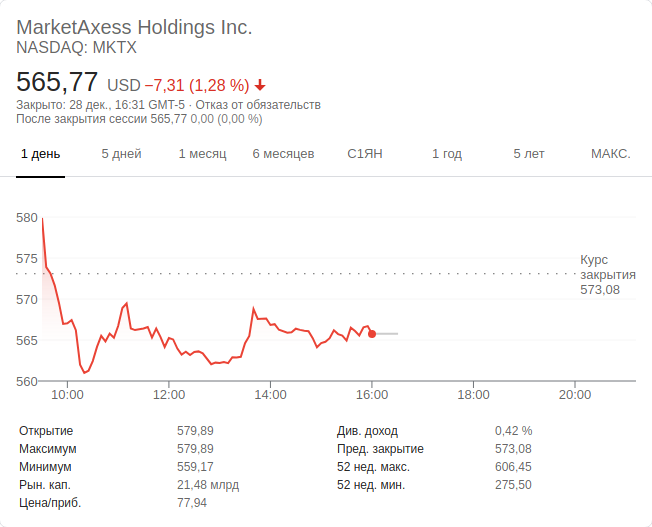 MarketAxess Holdings Inc.
NASDAQ: MKTX
565,77 USD −7,31 (1,28 %)
Закрыто: 28 дек., 16:31 GMT-5 · Отказ от обязательств
После закрытия сессии 565,77 0,00 (0,00 %)
1 день 5 дней 1 месяц 6 месяцев С1ЯН 1 год 5 лет МАКС.
580
575
Курс
закрытия
573,08
570
565
560
10:00 12:00 14:00 16:00 18:00 20:00
Открытие 579,89 Див. доход 0,42 %
Максимум 579,89 Пред. закрытие 573,08
Минимум 559,17 52 нед. макс. 606,45
Рын. кап. 21,48 млрд 52 нед. мин. 275,50
Цена/приб. 77,94